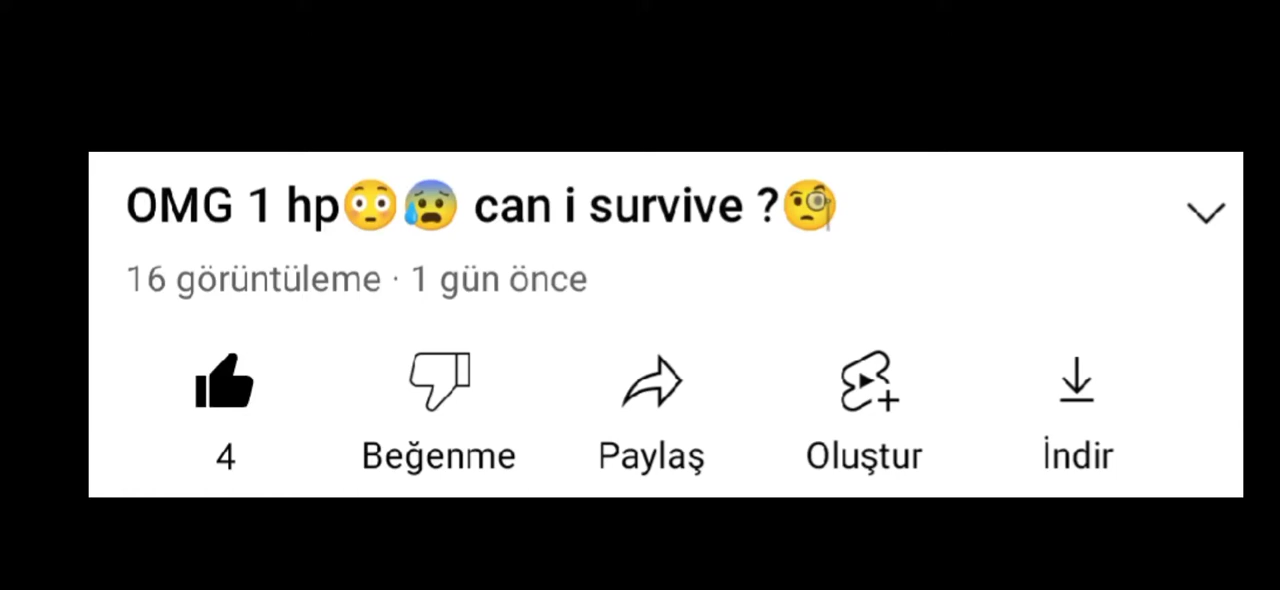 OMG 1 hp😳😰 can i survive ?🧐
16 görüntüleme · 1 gün önce
4 Beğenme Paylaş Oluştur İndir